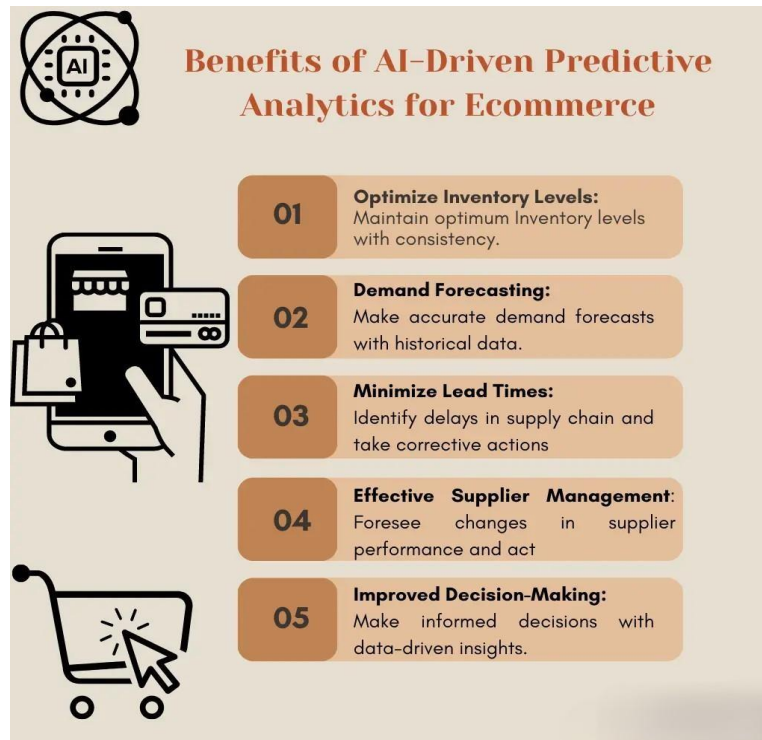 AI
Benefits of AI-Driven Predictive
Analytics for Ecommerce
01
Optimize Inventory Levels:
Maintain optimum Inventory levels
with consistency.
02
Demand Forecasting:
Make accurate demand forecasts
with historical data.
03
Minimize Lead Times:
Identify delays in supply chain and
take corrective actions
04
Effective Supplier Management:
Foresee changes in supplier
performance and act
05
Improved Decision-Making:
Make informed decisions with
data-driven insights.